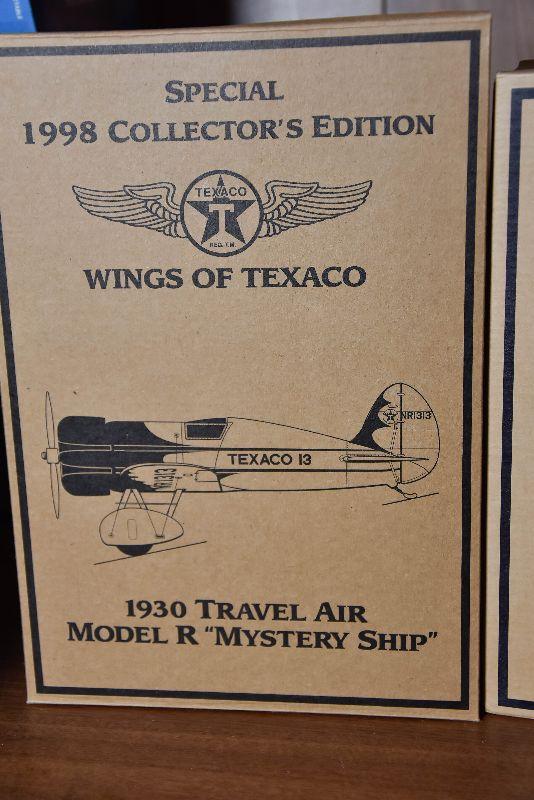 SPECIAL
1998 COLLECTOR'S EDITION
TEXACO
T
REG. T.M.
WINGS OF TEXACO
NR1313
TEXACO 13
1930 TRAVEL AIR
MODEL R "MYSTERY SHIP"